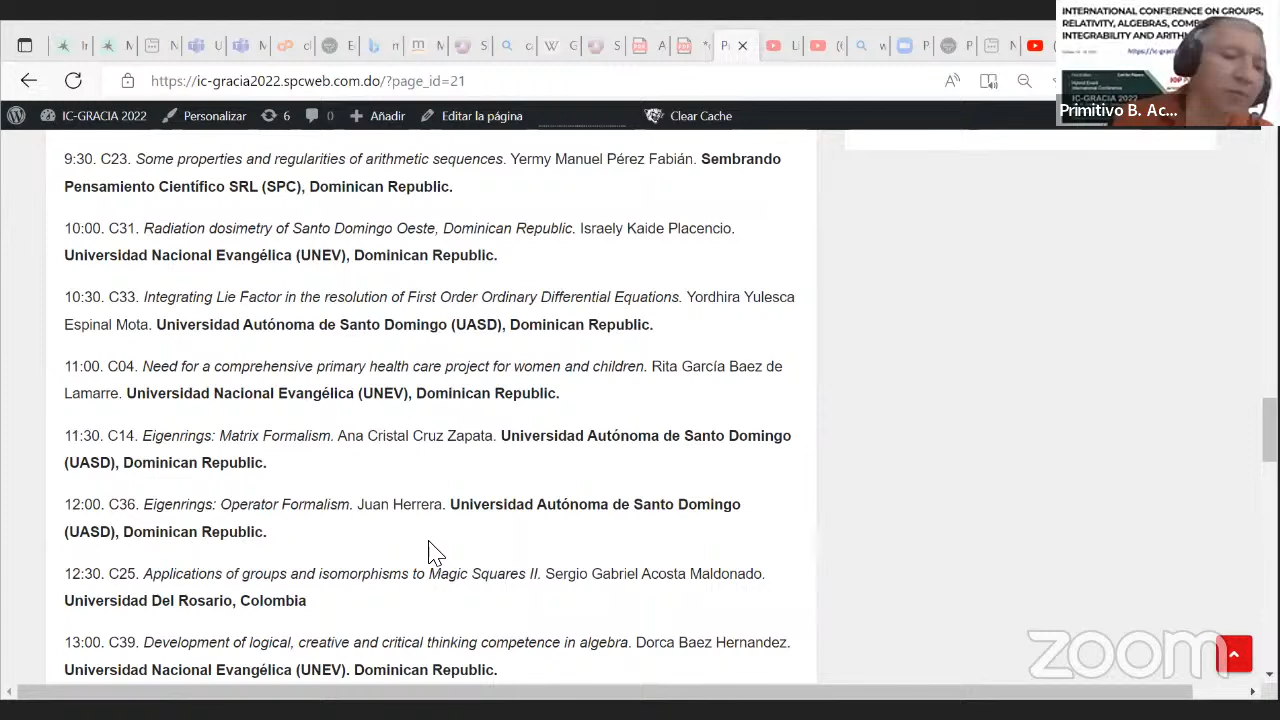 INTERNATIONAL CONFERENCE ON GROUPS,
RELATIVITY, ALGEBRAS,
INTEGRABILITY AND
IC-GRACIA 2022
Primitivo B. Ac...
https://ic-gracia2022.spcweb.com.do/?page_id=21
IC-GRACIA 2022 Personalizar 6 0 Añadir Editar la página Clear Cache
9:30. C23. Some properties and regularities of arithmetic sequences. Yermy Manuel Pérez Fabián. Sembrando
Pensamiento Científico SRL (SPC), Dominican Republic.
10:00. C31. Radiation dosimetry of Santo Domingo Oeste, Dominican Republic. Israely Kaide Placencio.
Universidad Nacional Evangélica (UNEV), Dominican Republic.
10:30. C33. Integrating Lie Factor in the resolution of First Order Ordinary Differential Equations. Yordhira Yulesca
Espinal Mota. Universidad Autónoma de Santo Domingo (UASD), Dominican Republic.
11:00. C04. Need for a comprehensive primary health care project for women and children. Rita García Baez de
Lamarre. Universidad Nacional Evangélica (UNEV), Dominican Republic.
11:30. C14. Eigenrings: Matrix Formalism. Ana Cristal Cruz Zapata. Universidad Autónoma de Santo Domingo
(UASD), Dominican Republic.
12:00. C36. Eigenrings: Operator Formalism. Juan Herrera. Universidad Autónoma de Santo Domingo
(UASD), Dominican Republic.
12:30. C25. Applications of groups and isomorphisms to Magic Squares II. Sergio Gabriel Acosta Maldonado.
Universidad Del Rosario, Colombia
13:00. C39. Development of logical, creative and critical thinking competence in algebra. Dorca Baez Hernandez.
Universidad Nacional Evangélica (UNEV). Dominican Republic.
zoom